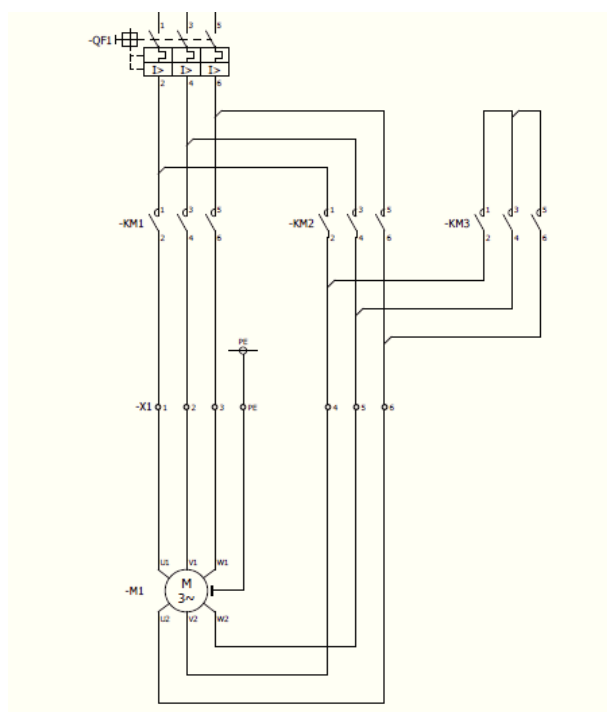 1 3 5
-QF1
I> I> I>
2 4 6
1 3 5 1 3 5 1 3 5
-KM1 -KM2 -KM3
2 4 6 2 4 6 2 4 6
PE
-X1 1 2 3 PE 4 5 6
U1 V1 W1
-M1 M
3~
U2 V2 W2